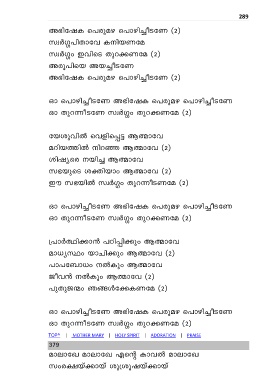 289
അഭിഷേക പെരുമഴ പൊഴിച്ചീടണേ (2)
സ്വർഗ്ഗപിതാവേ കനിയണമേ
സ്വർഗ്ഗം ഇവിടെ തുറക്കണമേ (2)
അരൂപിയെ അയച്ചീടണേ
അഭിഷേക പെരുമഴ പൊഴിച്ചീടണേ (2)
ഓ പൊഴിച്ചീടണേ അഭിഷേക പെരുമഴ പൊഴിച്ചീടണേ
ഓ തുറന്നീടണേ സ്വർഗ്ഗം തുറക്കണമേ (2)
യേശുവിൽ വെളിപ്പെട്ട ആത്മാവേ
മറിയത്തിൽ നിറഞ്ഞ ആത്മാവേ (2)
ശിഷ്യരെ നയിച്ച ആത്മാവേ
സഭയുടെ ശക്തിയാം ആത്മാവേ (2)
ഈ സഭയിൽ സ്വർഗ്ഗം തുറന്നീടണമേ (2)
ഓ പൊഴിച്ചീടണേ അഭിഷേക പെരുമഴ പൊഴിച്ചീടണേ
ഓ തുറന്നീടണേ സ്വർഗ്ഗം തുറക്കണമേ (2)
പ്രാർത്ഥിക്കാൻ പഠിപ്പിക്കും ആത്മാവേ
മാധ്യസ്ഥം യാചിക്കും ആത്മാവേ (2)
പാപബോധം നൽകും ആത്മാവേ
ജീവൻ നൽകും ആത്മാവേ (2)
പുതുജന്മം ഞങ്ങൾക്കേകണമേ (2)
ഓ പൊഴിച്ചീടണേ അഭിഷേക പെരുമഴ പൊഴിച്ചീടണേ
ഓ തുറന്നീടണേ സ്വർഗ്ഗം തുറക്കണമേ (2)
TOP^ | MOTHER MARY | HOLY SPIRIT | ADORATION | PRAISE
379
മാലാഖേ മാലാഖേ എന്റെ കാവൽ മാലാഖേ
സംരക്ഷയ്ക്കായ് ശുശ്രൂഷയ്ക്കായ്